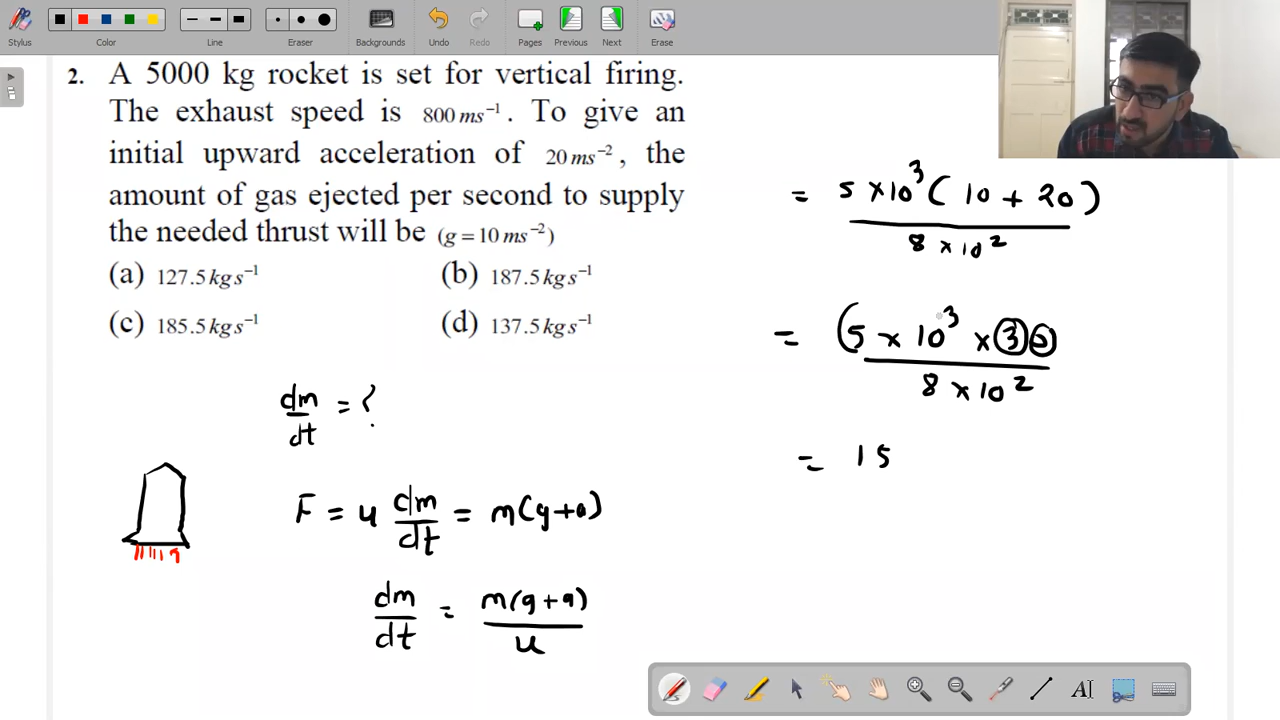 Stylus Color Line Eraser Backgrounds Undo Redo Pages Previous Next Erase
2. A 5000 kg rocket is set for vertical firing.
The exhaust speed is 800 ms⁻¹. To give an
initial upward acceleration of 20 ms⁻², the
amount of gas ejected per second to supply
the needed thrust will be (g = 10 ms⁻²)
(a) 127.5 kg s⁻¹ (b) 187.5 kg s⁻¹
(c) 185.5 kg s⁻¹ (d) 137.5 kg s⁻¹
dm/dt = ?
F = u dm/dt = m(g+a)
dm/dt = m(g+a)/u
= 5 × 10³ (10 + 20) / 8 × 10²
= (5 × 10³ × 30 / 8 × 10²
= 15
AI